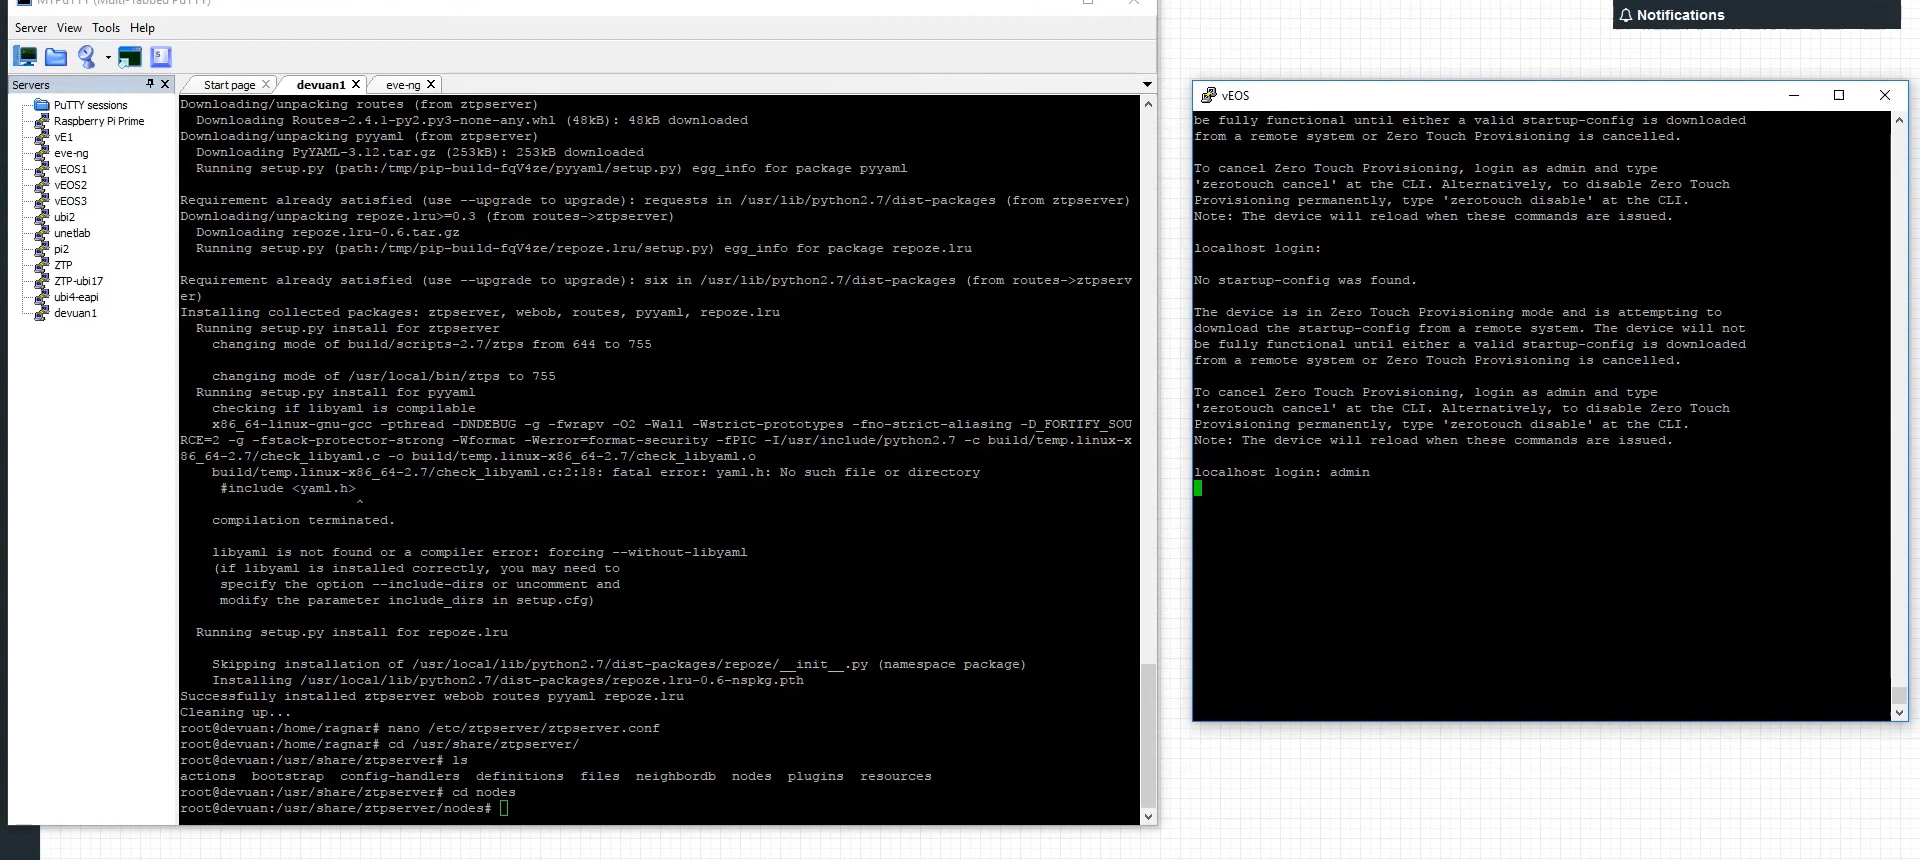 MTPuTTY (Multi-Tabbed PuTTY)
Server View Tools Help
Servers
PuTTY sessions
Raspberry Pi Prime
vE1
eve-ng
vEOS1
vEOS2
vEOS3
ubi2
unetlab
pi2
ZTP
ZTP-ubi17
ubi4-eapi
devuan1
Start page devuan1 eve-ng
Downloading/unpacking routes (from ztpserver)
Downloading Routes-2.4.1-py2.py3-none-any.whl (48kB): 48kB downloaded
Downloading/unpacking pyyaml (from ztpserver)
Downloading PyYAML-3.12.tar.gz (253kB): 253kB downloaded
Running setup.py (path:/tmp/pip-build-fqV4ze/pyyaml/setup.py) egg_info for package pyyaml
Requirement already satisfied (use --upgrade to upgrade): requests in /usr/lib/python2.7/dist-packages (from ztpserver)
Downloading/unpacking repoze.lru>=0.3 (from routes->ztpserver)
Downloading repoze.lru-0.6.tar.gz
Running setup.py (path:/tmp/pip-build-fqV4ze/repoze.lru/setup.py) egg_info for package repoze.lru
Requirement already satisfied (use --upgrade to upgrade): six in /usr/lib/python2.7/dist-packages (from routes->ztpserv
er)
Installing collected packages: ztpserver, webob, routes, pyyaml, repoze.lru
Running setup.py install for ztpserver
changing mode of build/scripts-2.7/ztps from 644 to 755
changing mode of /usr/local/bin/ztps to 755
Running setup.py install for pyyaml
checking if libyaml is compilable
x86_64-linux-gnu-gcc -pthread -DNDEBUG -g -fwrapv -O2 -Wall -Wstrict-prototypes -fno-strict-aliasing -D_FORTIFY_SOU
RCE=2 -g -fstack-protector-strong -Wformat -Werror=format-security -fPIC -I/usr/include/python2.7 -c build/temp.linux-x
86_64-2.7/check_libyaml.c -o build/temp.linux-x86_64-2.7/check_libyaml.o
build/temp.linux-x86_64-2.7/check_libyaml.c:2:18: fatal error: yaml.h: No such file or directory
#include <yaml.h>
^
compilation terminated.
libyaml is not found or a compiler error: forcing --without-libyaml
(if libyaml is installed correctly, you may need to
specify the option --include-dirs or uncomment and
modify the parameter include_dirs in setup.cfg)
Running setup.py install for repoze.lru
Skipping installation of /usr/local/lib/python2.7/dist-packages/repoze/__init__.py (namespace package)
Installing /usr/local/lib/python2.7/dist-packages/repoze.lru-0.6-nspkg.pth
Successfully installed ztpserver webob routes pyyaml repoze.lru
Cleaning up...
root@devuan:/home/ragnar# nano /etc/ztpserver/ztpserver.conf
root@devuan:/home/ragnar# cd /usr/share/ztpserver/
root@devuan:/usr/share/ztpserver# ls
actions bootstrap config-handlers definitions files neighbordb nodes plugins resources
root@devuan:/usr/share/ztpserver# cd nodes
root@devuan:/usr/share/ztpserver/nodes#
Notifications
vEOS
be fully functional until either a valid startup-config is downloaded
from a remote system or Zero Touch Provisioning is cancelled.
To cancel Zero Touch Provisioning, login as admin and type
'zerotouch cancel' at the CLI. Alternatively, to disable Zero Touch
Provisioning permanently, type 'zerotouch disable' at the CLI.
Note: The device will reload when these commands are issued.
localhost login:
No startup-config was found.
The device is in Zero Touch Provisioning mode and is attempting to
download the startup-config from a remote system. The device will not
be fully functional until either a valid startup-config is downloaded
from a remote system or Zero Touch Provisioning is cancelled.
To cancel Zero Touch Provisioning, login as admin and type
'zerotouch cancel' at the CLI. Alternatively, to disable Zero Touch
Provisioning permanently, type 'zerotouch disable' at the CLI.
Note: The device will reload when these commands are issued.
localhost login: admin